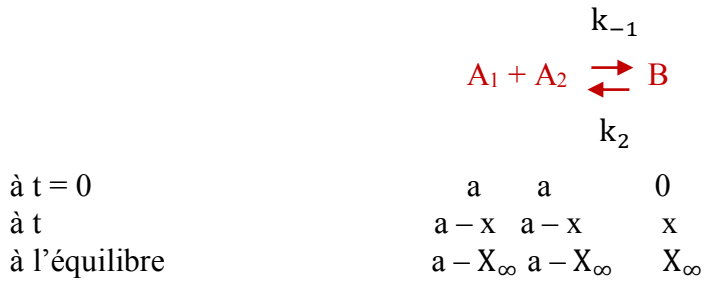 k₋₁
A₁ + A₂ ⇄ B
k₂
à t = 0 a a 0
à t a – x a – x x
à l’équilibre a – X∞ a – X∞ X∞